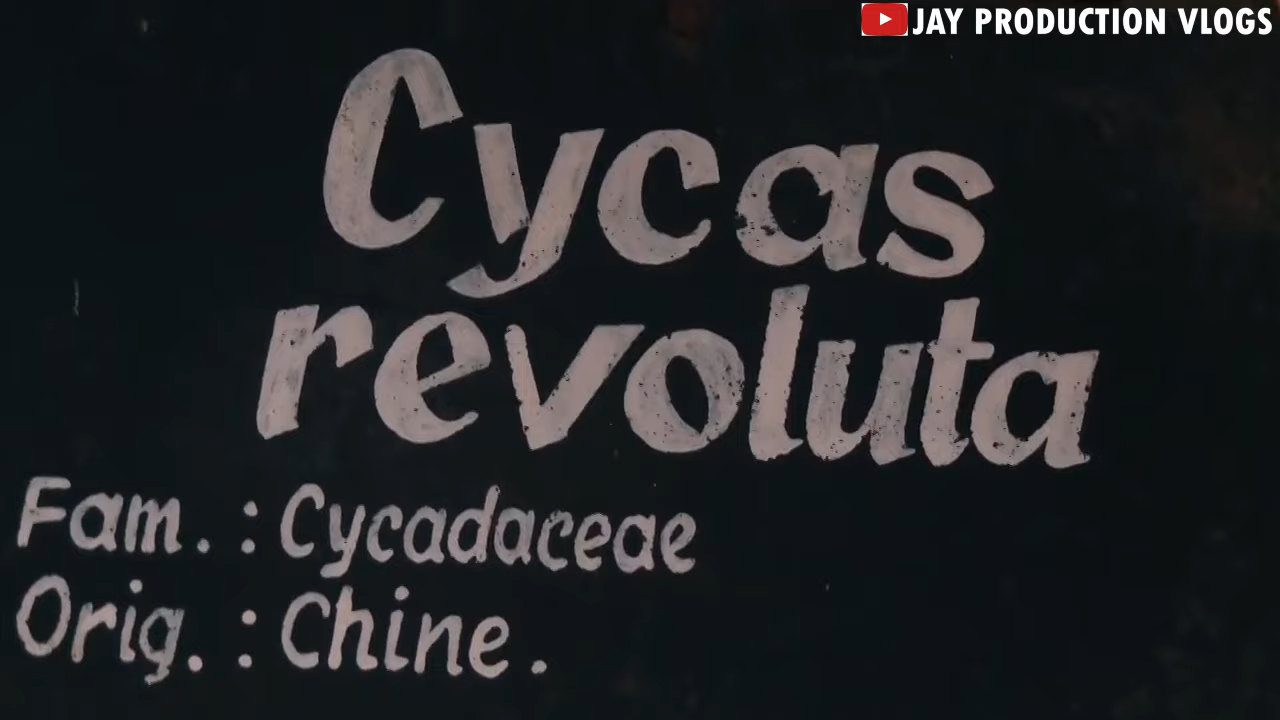 JAY PRODUCTION VLOGS
Cycas
revoluta
Fam. : Cycadaceae
Orig. : Chine.